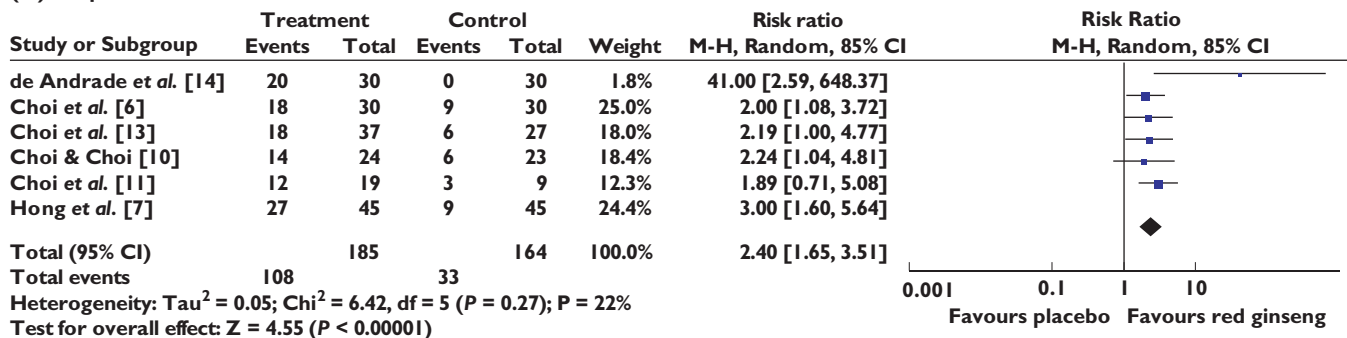 Treatment Control Risk ratio Risk Ratio
Study or Subgroup Events Total Events Total Weight M-H, Random, 85% CI M-H, Random, 85% CI
de Andrade et al. [14] 20 30 0 30 1.8% 41.00 [2.59, 648.37]
Choi et al. [6] 18 30 9 30 25.0% 2.00 [1.08, 3.72]
Choi et al. [13] 18 37 6 27 18.0% 2.19 [1.00, 4.77]
Choi & Choi [10] 14 24 6 23 18.4% 2.24 [1.04, 4.81]
Choi et al. [11] 12 19 3 9 12.3% 1.89 [0.71, 5.08]
Hong et al. [7] 27 45 9 45 24.4% 3.00 [1.60, 5.64]
Total (95% CI) 185 164 100.0% 2.40 [1.65, 3.51]
Total events 108 33
Heterogeneity: Tau² = 0.05; Chi² = 6.42, df = 5 (P = 0.27); P = 22%
Test for overall effect: Z = 4.55 (P < 0.00001)
0.001 0.1 1 10
Favours placebo Favours red ginseng